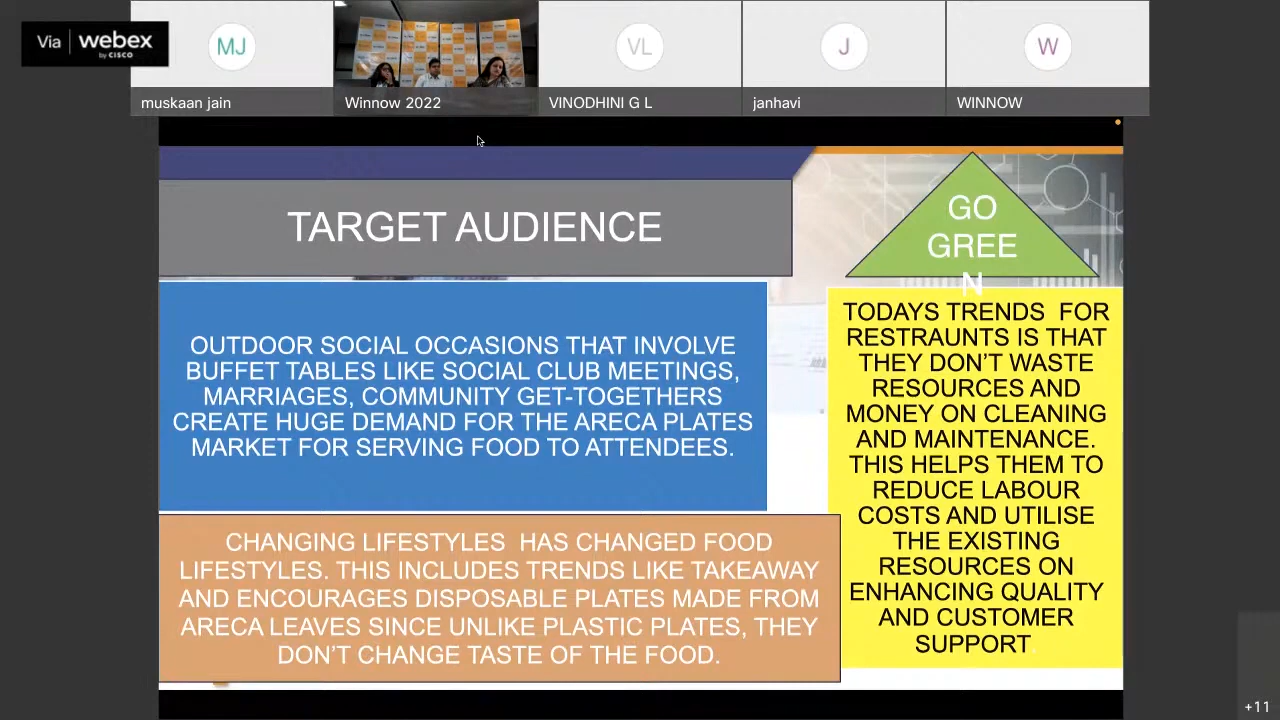 Via webex
by CISCO
MJ
muskaan jain
Winnow 2022
VL
VINODHINI G L
J
janhavi
W
WINNOW
TARGET AUDIENCE
GO
GREE
N
OUTDOOR SOCIAL OCCASIONS THAT INVOLVE
BUFFET TABLES LIKE SOCIAL CLUB MEETINGS,
MARRIAGES, COMMUNITY GET-TOGETHERS
CREATE HUGE DEMAND FOR THE ARECA PLATES
MARKET FOR SERVING FOOD TO ATTENDEES.
CHANGING LIFESTYLES  HAS CHANGED FOOD
LIFESTYLES. THIS INCLUDES TRENDS LIKE TAKEAWAY
AND ENCOURAGES DISPOSABLE PLATES MADE FROM
ARECA LEAVES SINCE UNLIKE PLASTIC PLATES, THEY
DON'T CHANGE TASTE OF THE FOOD.
TODAYS TRENDS  FOR
RESTRAUNTS IS THAT
THEY DON'T WASTE
RESOURCES AND
MONEY ON CLEANING
AND MAINTENANCE.
THIS HELPS THEM TO
REDUCE LABOUR
COSTS AND UTILISE
THE EXISTING
RESOURCES ON
ENHANCING QUALITY
AND CUSTOMER
SUPPORT
+11